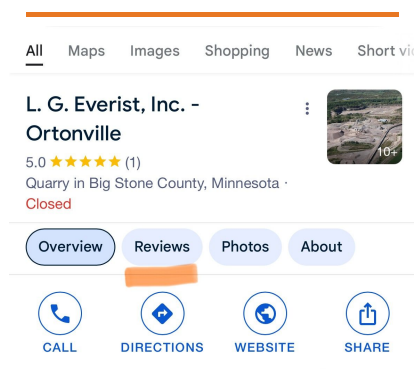 All Maps Images Shopping News Short vi
L. G. Everist, Inc. -
Ortonville
10+
5.0 (1)
Quarry in Big Stone County, Minnesota ·
Closed
Overview Reviews Photos About
CALL DIRECTIONS WEBSITE SHARE